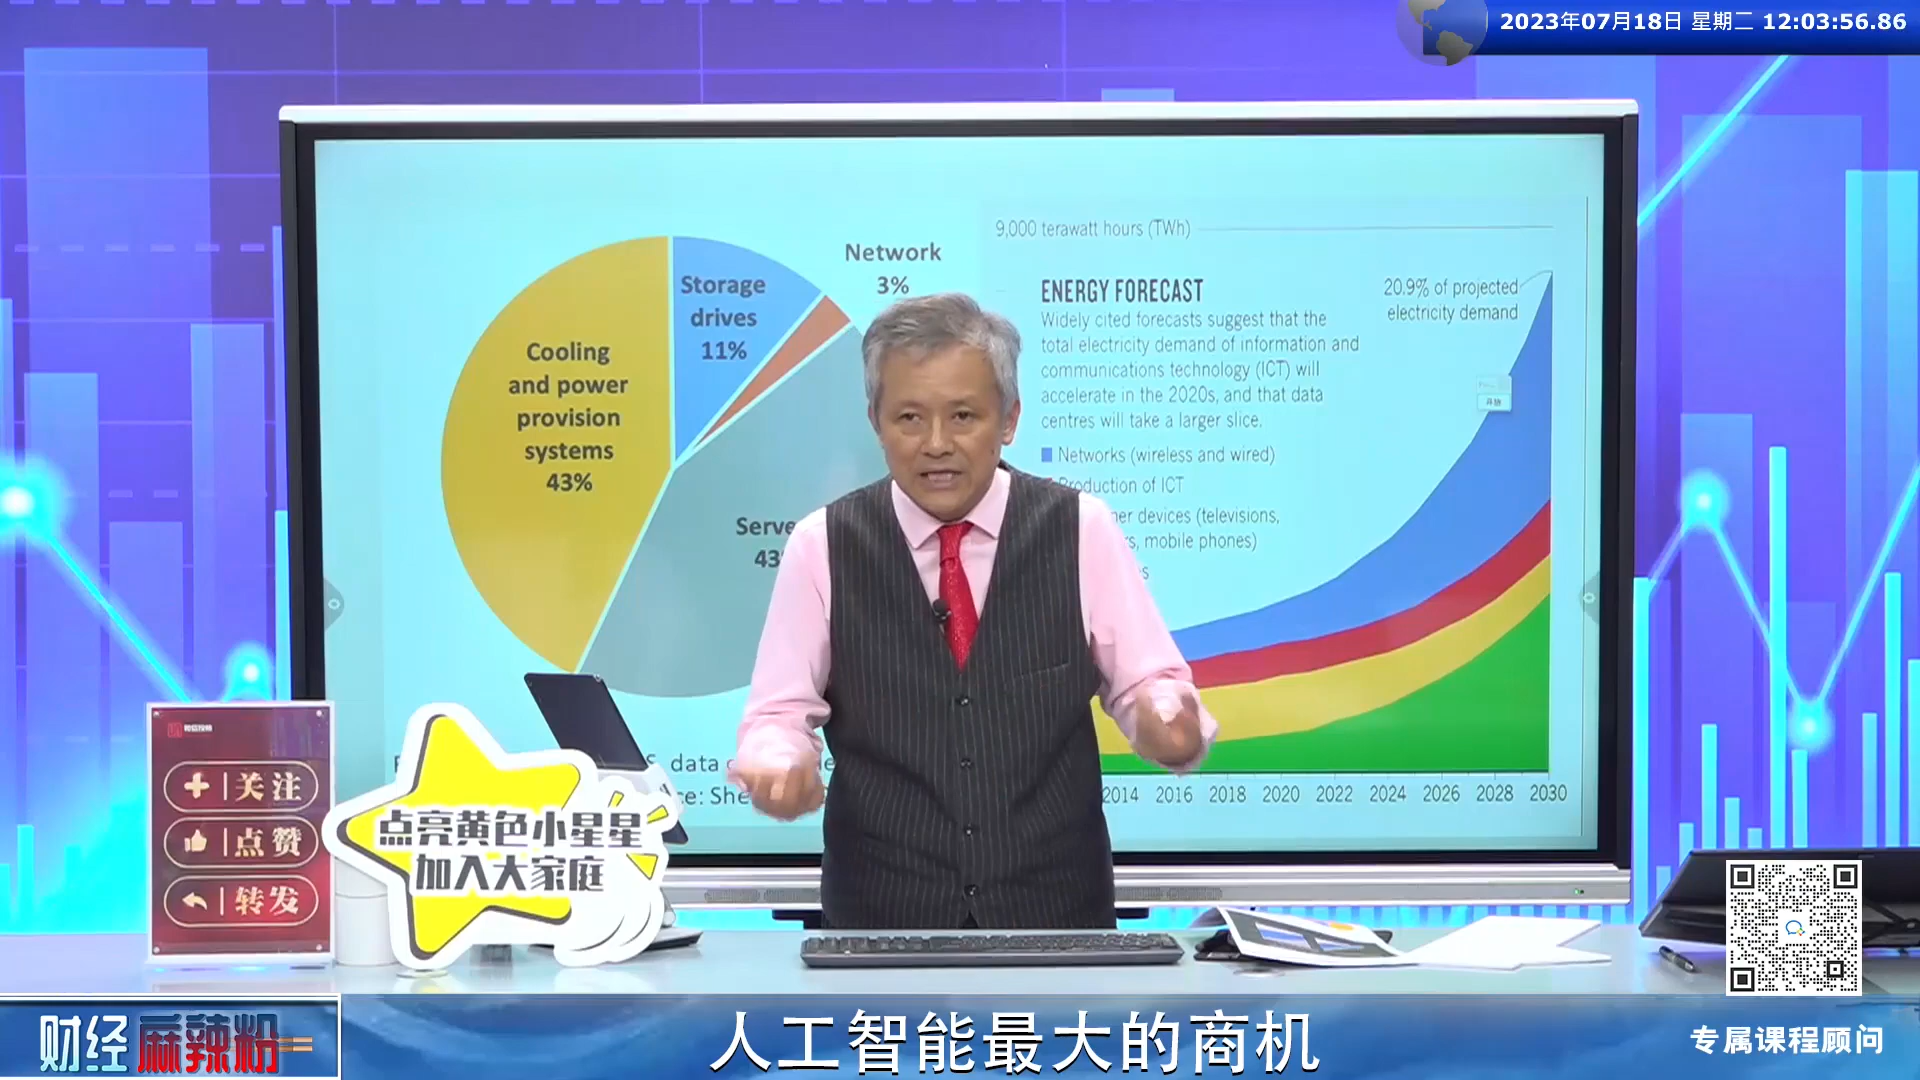 2023年07月18日 星期二 12:03:56.86
9,000 terawatt hours (TWh)
Network
3%
Storage
drives
11%
Cooling
and power
provision
systems
43%
ENERGY FORECAST
Widely cited forecasts suggest that the
total electricity demand of information and
communications technology (ICT) will
accelerate in the 2020s, and that data
centres will take a larger slice.
20.9% of projected
electricity demand
开始
Networks (wireless and wired)
Production of ICT
devices (televisions,
mobile phones)
data
2014 2016 2018 2020 2022 2024 2026 2028 2030
关注
点赞
转发
点亮黄色小星星
加入大家庭
财经麻辣粉
人工智能最大的商机
专属课程顾问